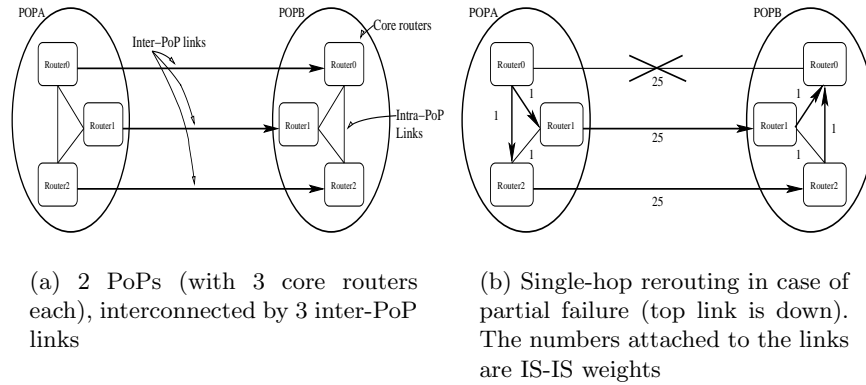 POPA
POPB
Inter−PoP links
Core routers
Router0
Router0
Router1
Router1
Intra−PoP
Links
Router2
Router2
(a) 2 PoPs (with 3 core routers
each), interconnected by 3 inter-PoP
links
POPA
POPB
Router0
Router0
25
1
1
1
1
Router1
Router1
25
1
1
Router2
Router2
25
(b) Single-hop rerouting in case of
partial failure (top link is down).
The numbers attached to the links
are IS-IS weights